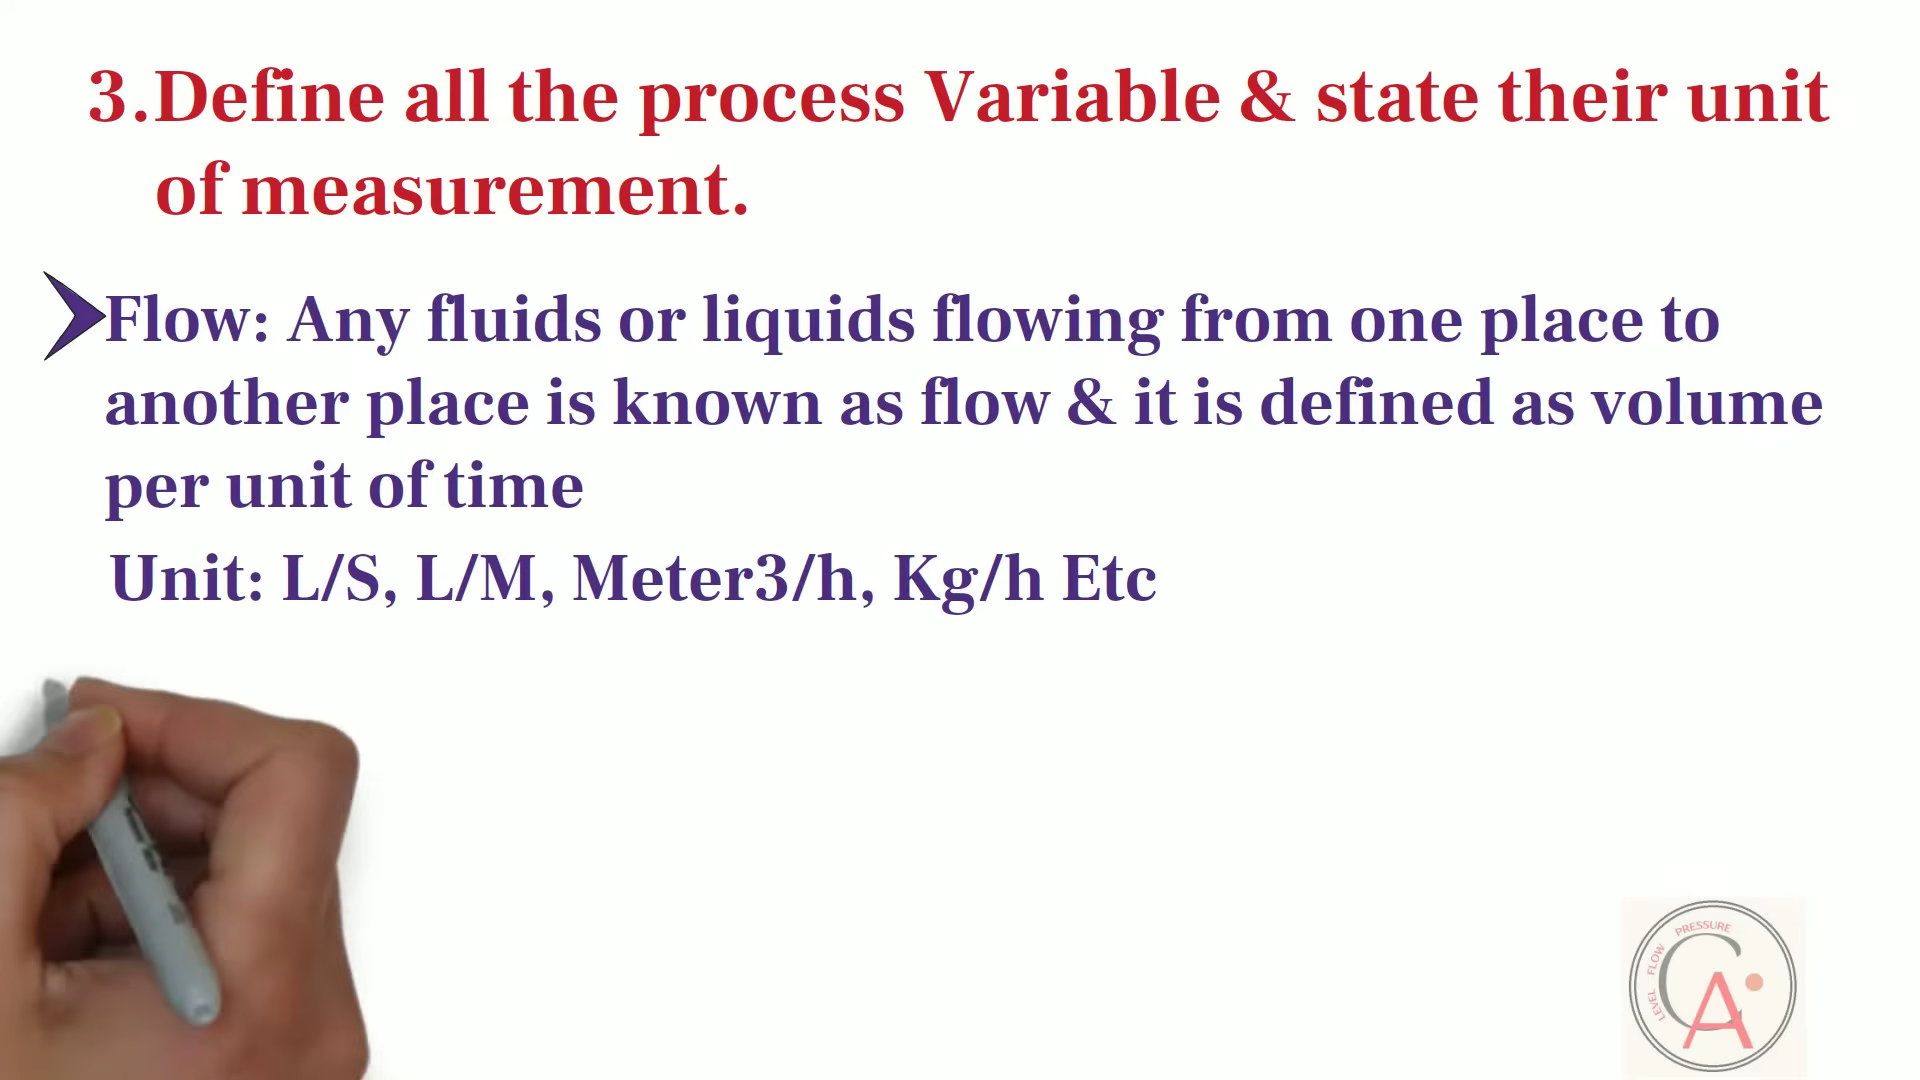 3.Define all the process Variable & state their unit
of measurement.
Flow: Any fluids or liquids flowing from one place to
another place is known as flow & it is defined as volume
per unit of time
Unit: L/S, L/M, Meter3/h, Kg/h Etc
PRESSURE
FLOW
LEVEL
CA